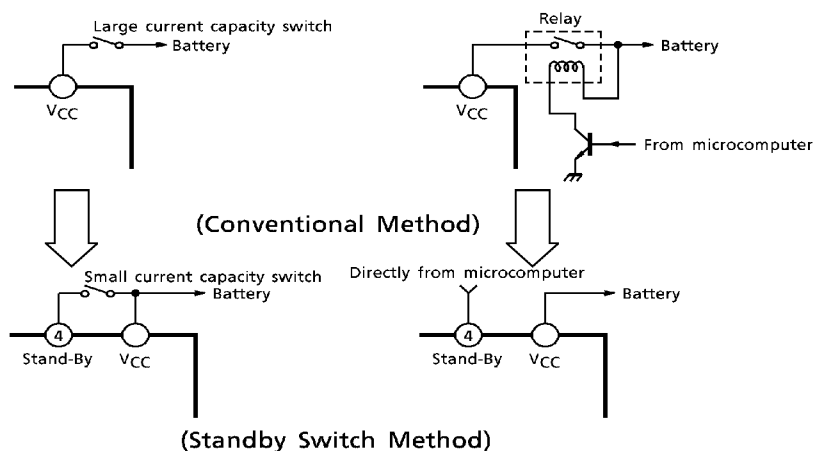 Large current capacity switch
Battery
VCC
Relay
Battery
VCC
From microcomputer
(Conventional Method)
Small current capacity switch
Battery
4
Stand-By
VCC
Directly from microcomputer
Battery
4
Stand-By
VCC
(Standby Switch Method)